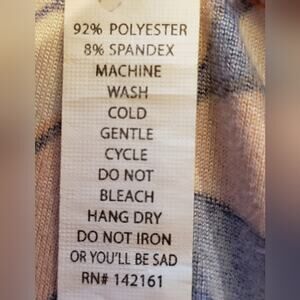 92% POLYESTER
8% SPANDEX
MACHINE
WASH
COLD
GENTLE
CYCLE
DO NOT
BLEACH
HANG DRY
DO NOT IRON
OR YOU'LL BE SAD
RN# 142161